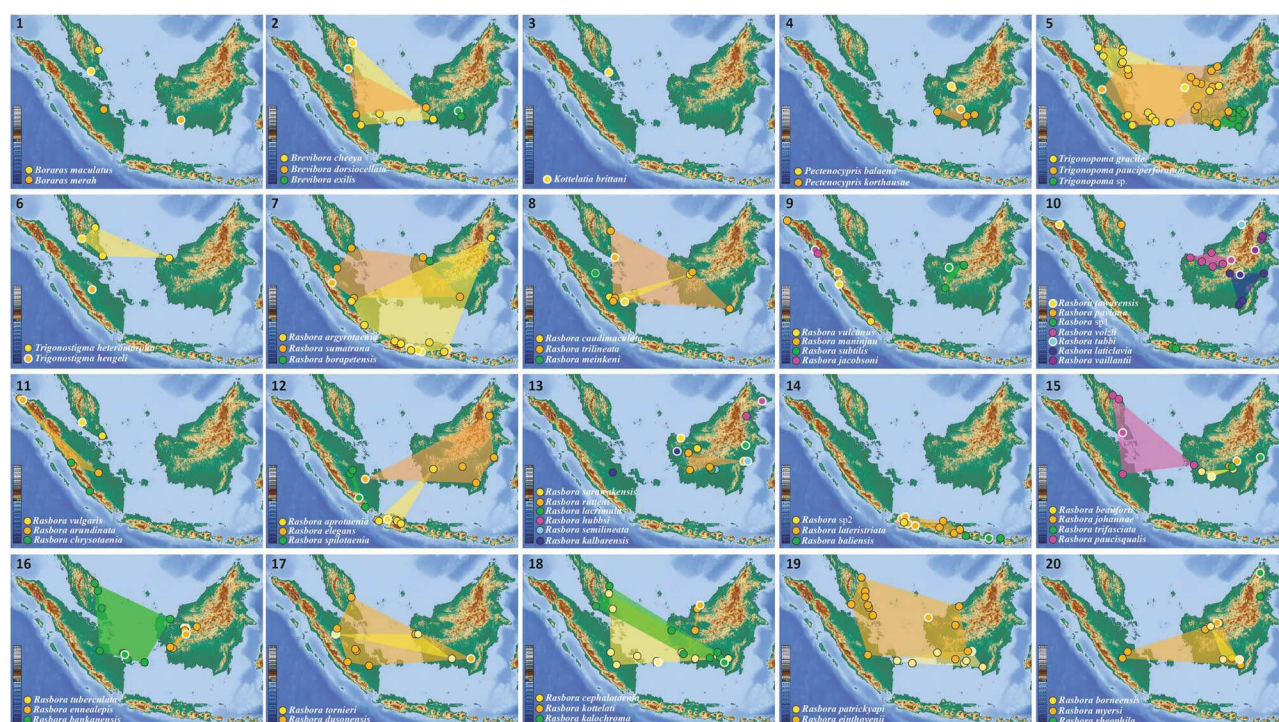 1
Boraras maculatus
Boraras merah
2
Brevibora cheeya
Brevibora dorsiocellata
Brevibora exilis
3
Kottelatia brittani
4
Pectenocypris balaena
Pectenocypris korthausae
5
Trigonopoma gracile
Trigonopoma pauciperforatum
Trigonopoma sp.
6
Trigonostigma heteromorpha
Trigonostigma hengeli
7
Rasbora argyrotaenia
Rasbora sumatrana
Rasbora borapetensis
8
Rasbora caudimaculata
Rasbora trilineata
Rasbora meinkeni
9
Rasbora vulcanus
Rasbora maninjau
Rasbora subtilis
Rasbora jacobsoni
10
Rasbora tawarensis
Rasbora paviana
Rasbora sp.
Rasbora volzii
Rasbora tubbi
Rasbora laticlavia
Rasbora vaillantii
11
Rasbora vulgaris
Rasbora arundinata
Rasbora chrysotaenia
12
Rasbora aprotaenia
Rasbora elegans
Rasbora spilotaenia
13
Rasbora sarawakensis
Rasbora rutteni
Rasbora lacrimula
Rasbora hubbsi
Rasbora semilineata
Rasbora kalbarensis
14
Rasbora sp2
Rasbora lateristriata
Rasbora baliensis
15
Rasbora beauforti
Rasbora johannae
Rasbora trifasciata
Rasbora paucisqualis
16
Rasbora tuberculata
Rasbora ennealepis
Rasbora bankanensis
17
Rasbora tornieri
Rasbora dusonensis
18
Rasbora cephalotaenia
Rasbora kottelati
Rasbora kalochroma
19
Rasbora patrickyapi
Rasbora einthovenii
20
Rasbora borneensis
Rasbora myersi
Rasbora rheophila